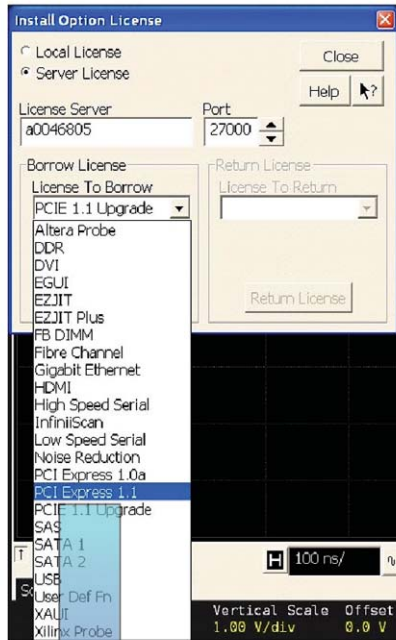 Install Option License
Local License
Server License
Close
Help
?
License Server
Port
a0046805
27000
Borrow License
License To Borrow
PCIE 1.1 Upgrade
Return License
License To Return
Return License
Altera Probe
DDR
DVI
EGUI
EZJIT
EZJIT Plus
FB DIMM
Fibre Channel
Gigabit Ethernet
HDMI
High Speed Serial
InfiniiScan
Low Speed Serial
Noise Reduction
PCI Express 1.0a
PCI Express 1.1
PCIE 1.1 Upgrade
SAS
SATA 1
SATA 2
USB
User Def Fn
XAUI
Xilinx Probe
H 100 ns/
Vertical Scale Offset
1.00 V/div 0.0 V